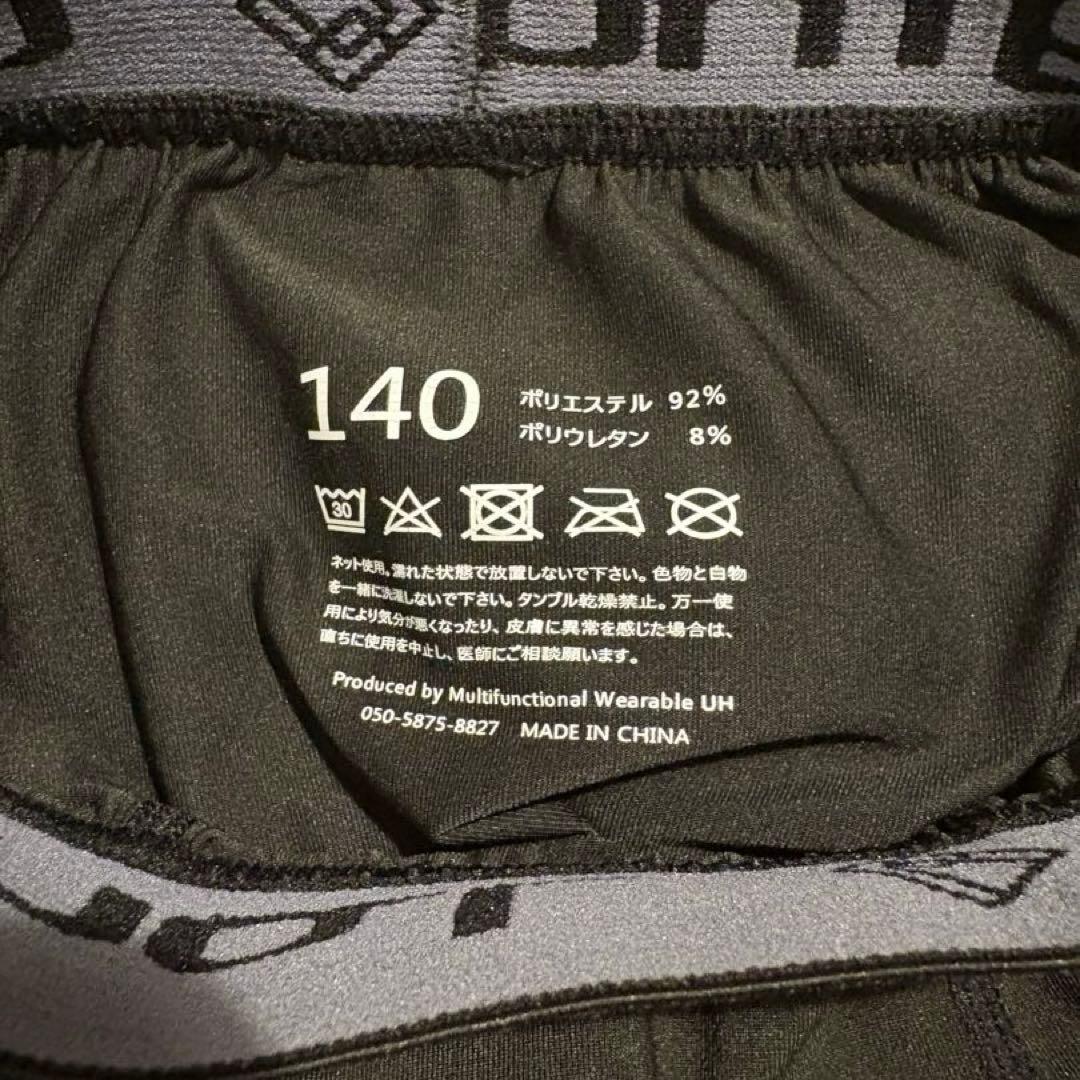 140
ポリエステル 92%
ポリウレタン 8%
30
ネット使用。濡れた状態で放置しないで下さい。色物と白物
を一緒に洗濯しないで下さい。タンブル乾燥禁止。万一使
用により気分が悪くなったり、皮膚に異常を感じた場合は、
直ちに使用を中止し、医師にご相談願います。
Produced by Multifunctional Wearable UH
050-5875-8827 MADE IN CHINA